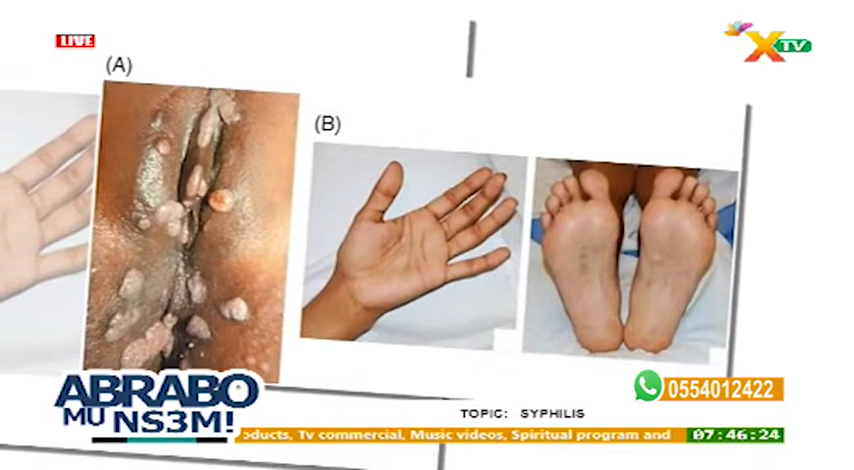 LIVE
X TV
(A)
(B)
ABRABO
MU NS3M!
0554012422
TOPIC: SYPHILIS
oducts, Tv commercial, Music videos, Spiritual program and
07:46:24